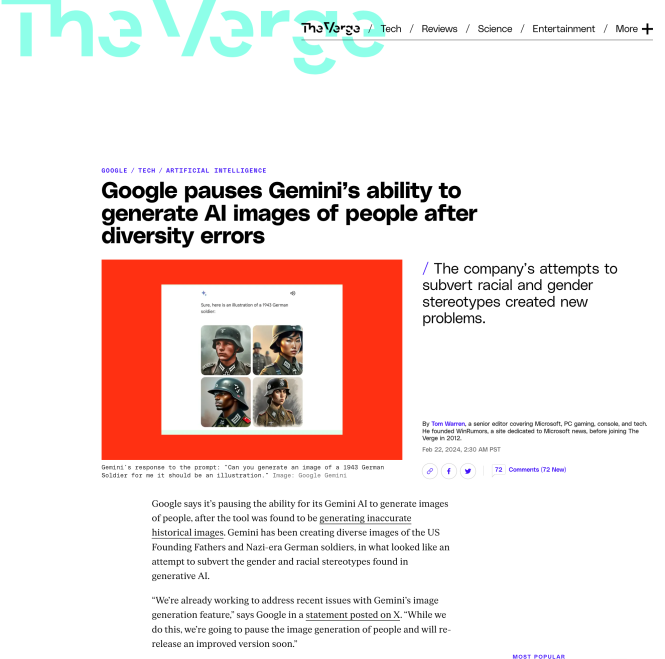 The Verge
The Verge / Tech / Reviews / Science / Entertainment / More +
GOOGLE / TECH / ARTIFICIAL INTELLIGENCE
Google pauses Gemini’s ability to
generate AI images of people after
diversity errors
Sure, here is an illustration of a 1943 German
soldier:
Gemini's response to the prompt: "Can you generate an image of a 1943 German
Soldier for me it should be an illustration." Image: Google Gemini
/ The company’s attempts to
subvert racial and gender
stereotypes created new
problems.
By Tom Warren, a senior editor covering Microsoft, PC gaming, console, and tech.
He founded WinRumors, a site dedicated to Microsoft news, before joining The
Verge in 2012.
Feb 22, 2024, 2:30 AM PST
72 Comments (72 New)
Google says it’s pausing the ability for its Gemini AI to generate images
of people, after the tool was found to be generating inaccurate
historical images. Gemini has been creating diverse images of the US
Founding Fathers and Nazi-era German soldiers, in what looked like an
attempt to subvert the gender and racial stereotypes found in
generative AI.
“We’re already working to address recent issues with Gemini’s image
generation feature,” says Google in a statement posted on X. “While we
do this, we’re going to pause the image generation of people and will re-
release an improved version soon.”
MOST POPULAR